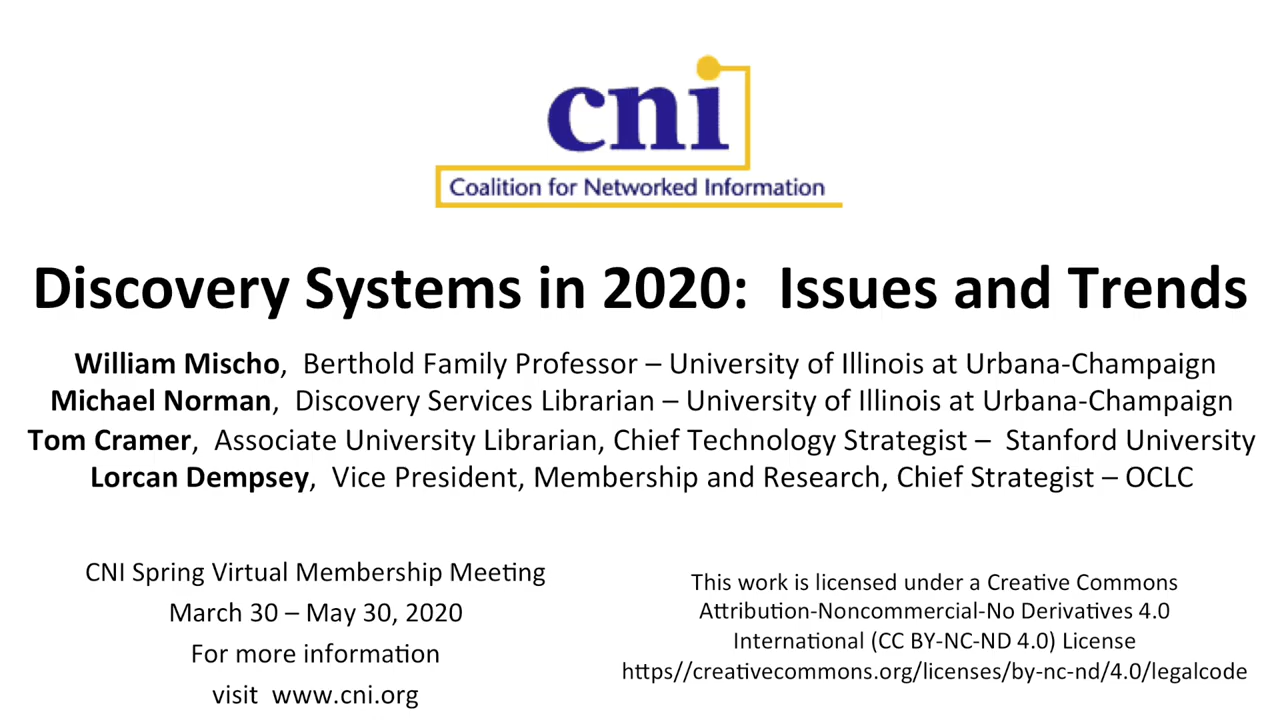 cni
Coalition for Networked Information
Discovery Systems in 2020: Issues and Trends
William Mischo, Berthold Family Professor – University of Illinois at Urbana-Champaign
Michael Norman, Discovery Services Librarian – University of Illinois at Urbana-Champaign
Tom Cramer, Associate University Librarian, Chief Technology Strategist – Stanford University
Lorcan Dempsey, Vice President, Membership and Research, Chief Strategist – OCLC
CNI Spring Virtual Membership Meeting
March 30 – May 30, 2020
For more information
visit www.cni.org
This work is licensed under a Creative Commons
Attribution-Noncommercial-No Derivatives 4.0
International (CC BY-NC-ND 4.0) License
https//creativecommons.org/licenses/by-nc-nd/4.0/legalcode